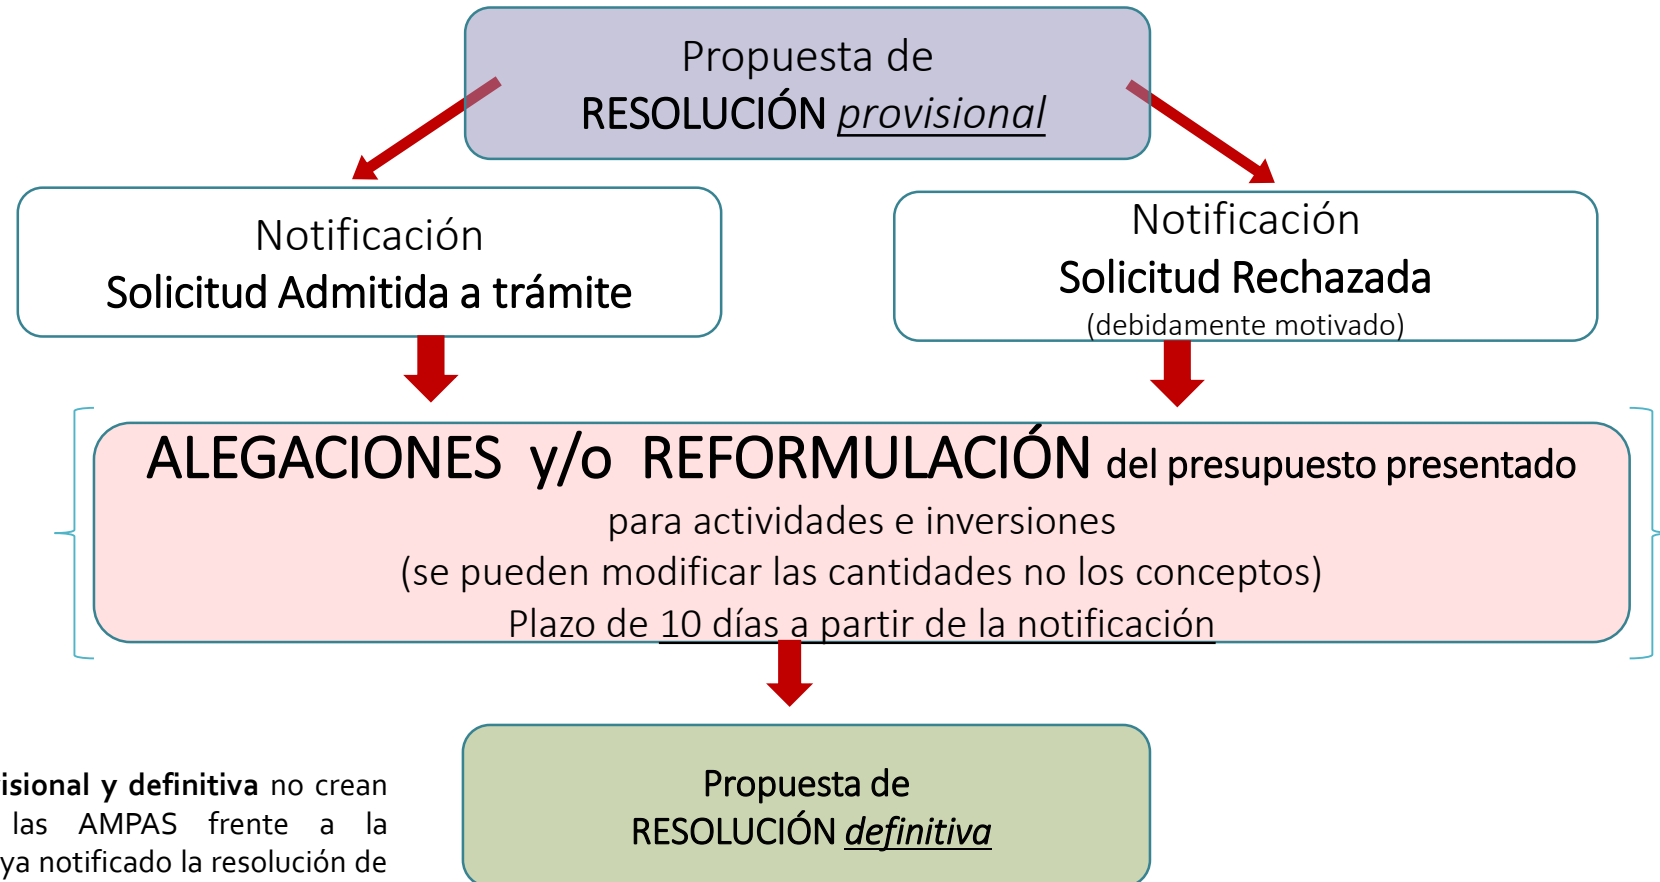 Propuesta de
RESOLUCIÓN provisional
Notificación
Solicitud Admitida a trámite
Notificación
Solicitud Rechazada
(debidamente motivado)
ALEGACIONES y/o REFORMULACIÓN del presupuesto presentado
para actividades e inversiones
(se pueden modificar las cantidades no los conceptos)
Plazo de 10 días a partir de la notificación
Propuesta de
RESOLUCIÓN definitiva
y definitiva no crean
las AMPAS frente a la
notificado la resolución de